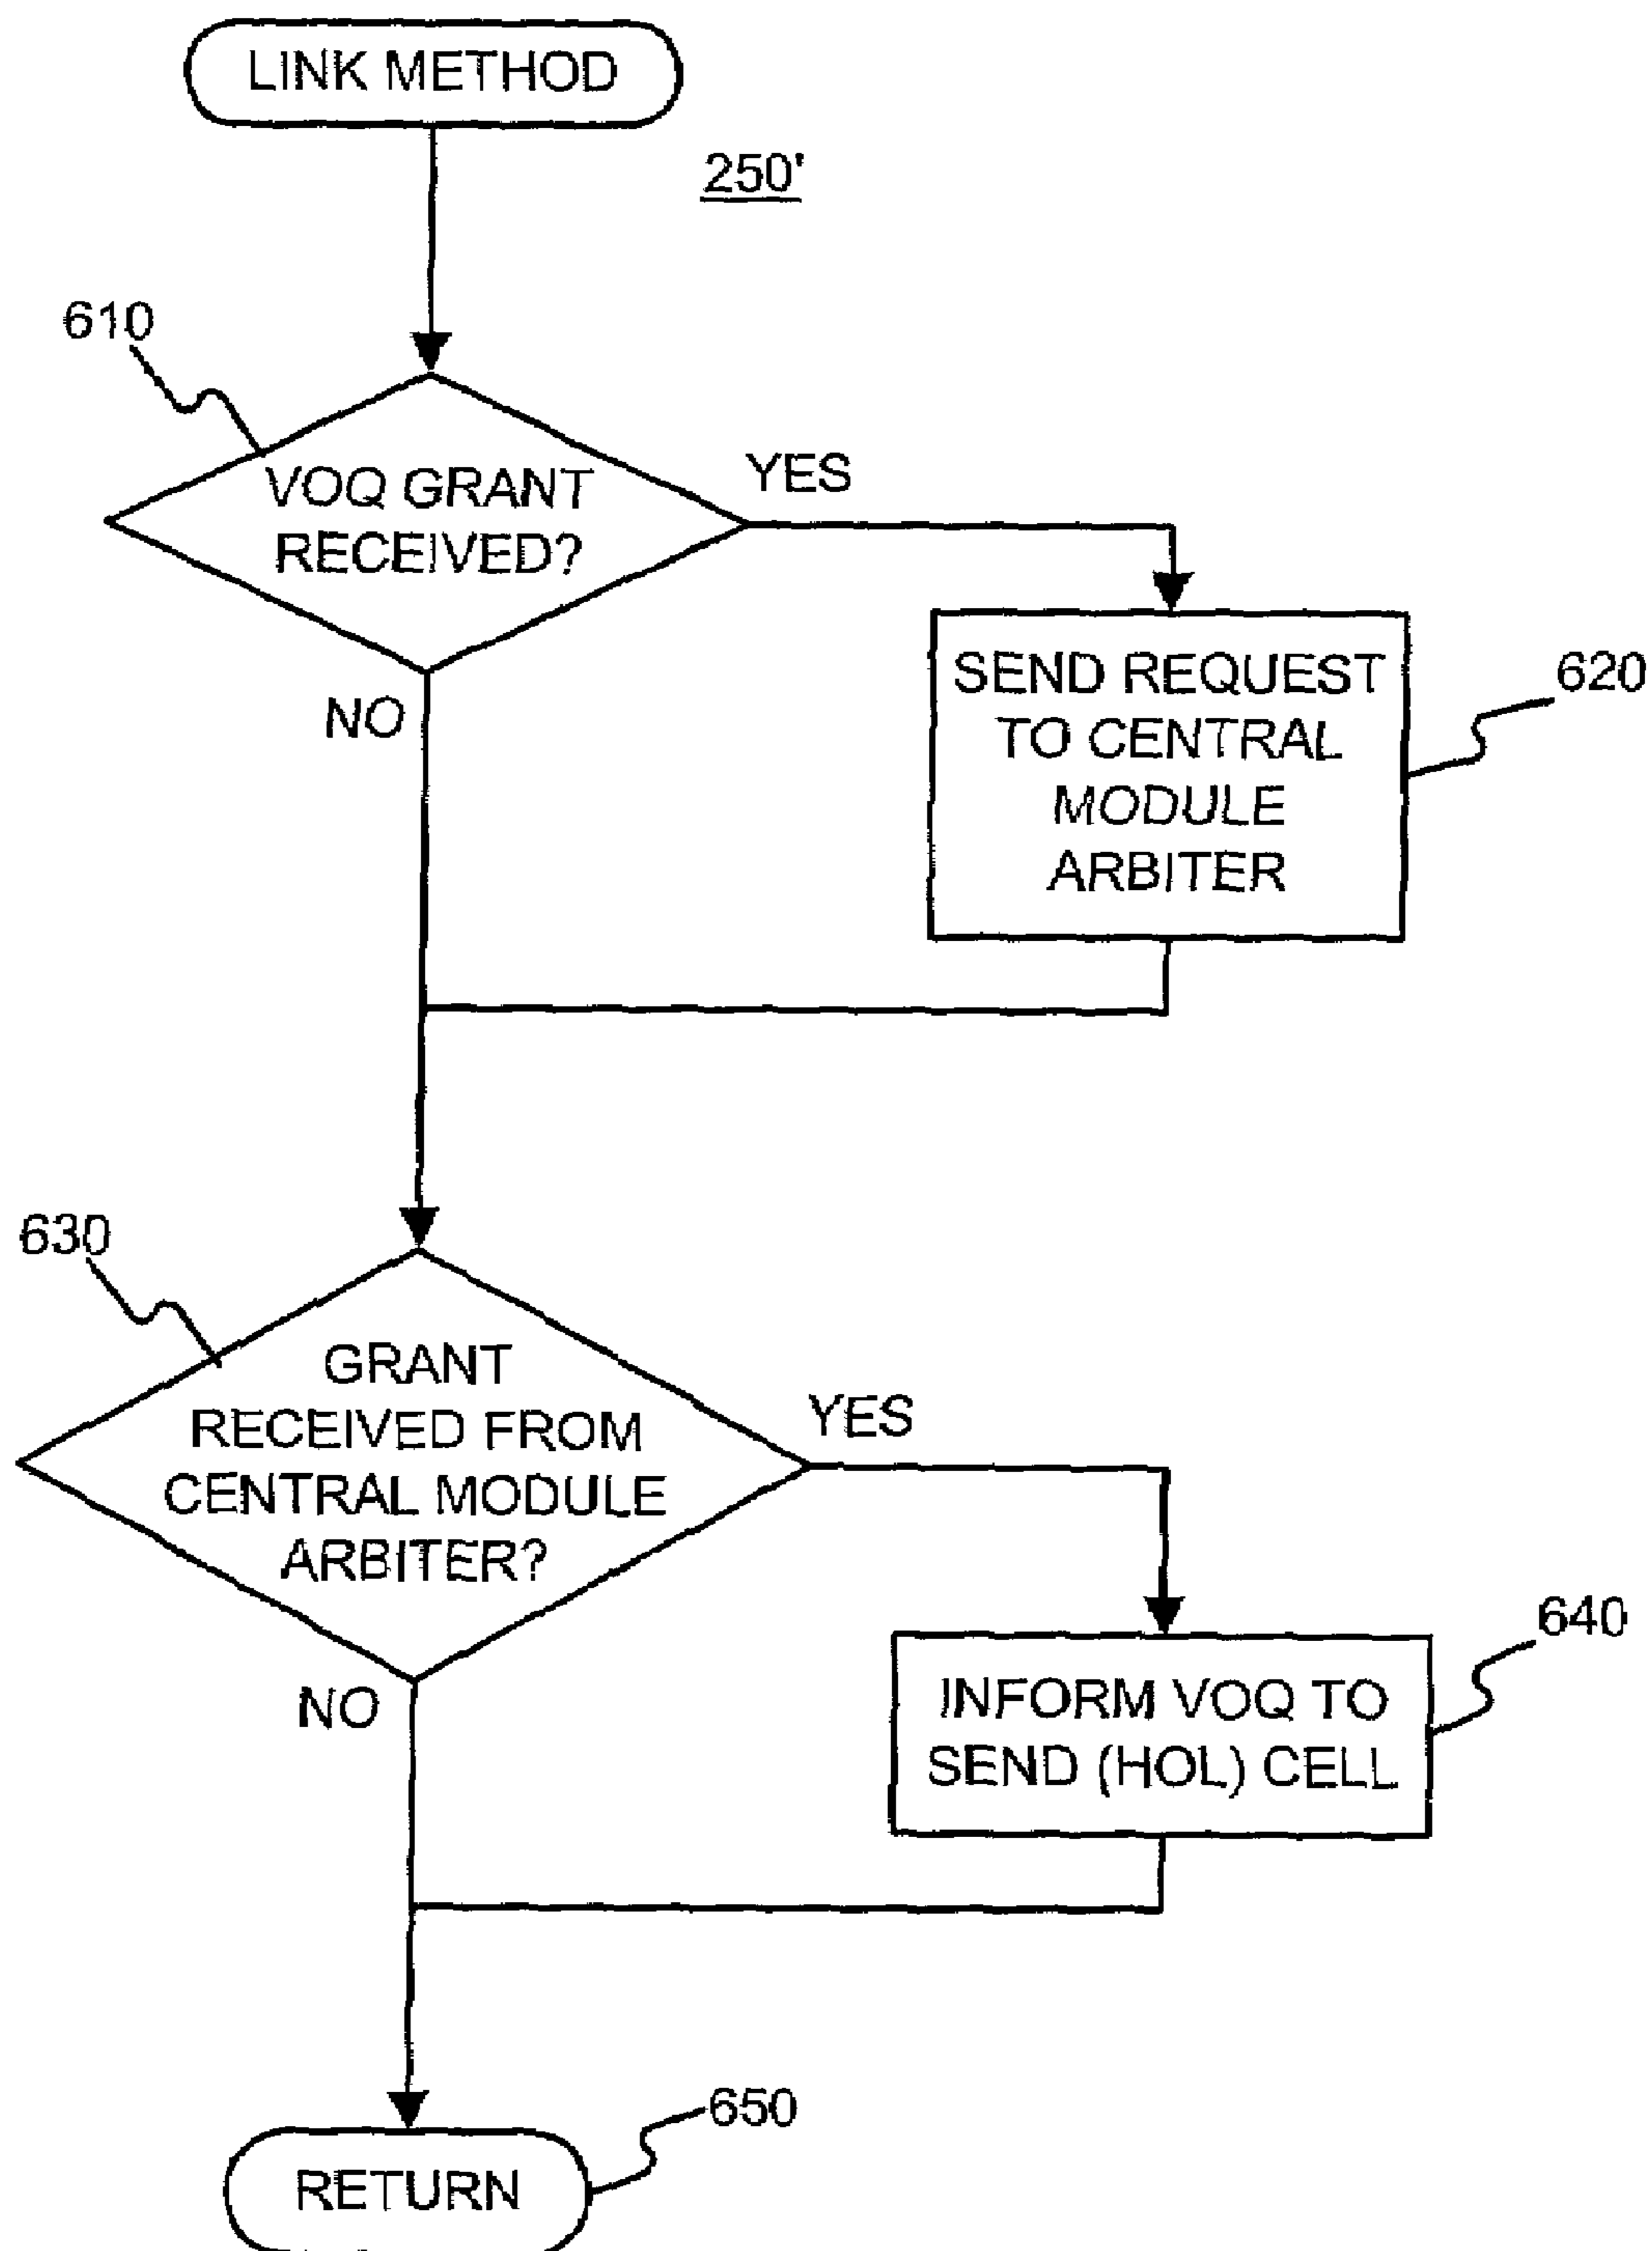 LINK METHOD
250'
610
VOQ GRANT
RECEIVED?
YES
NO
SEND REQUEST
TO CENTRAL
MODULE
ARBITER
620
630
GRANT
RECEIVED FROM
CENTRAL MODULE
ARBITER?
YES
NO
INFORM VOQ TO
SEND (HOL) CELL
640
650
RETURN